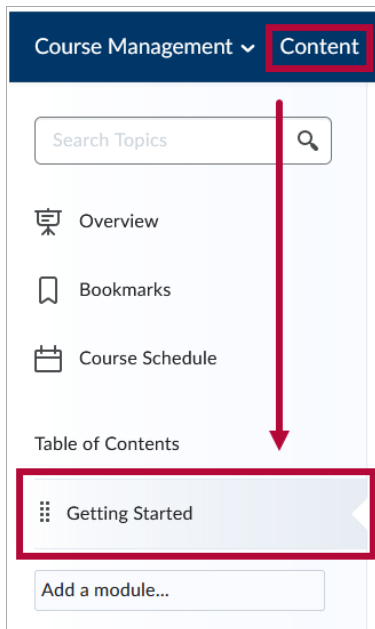 Course Management Content
Search Topics
Overview
Bookmarks
Course Schedule
Table of Contents
Getting Started
Add a module...